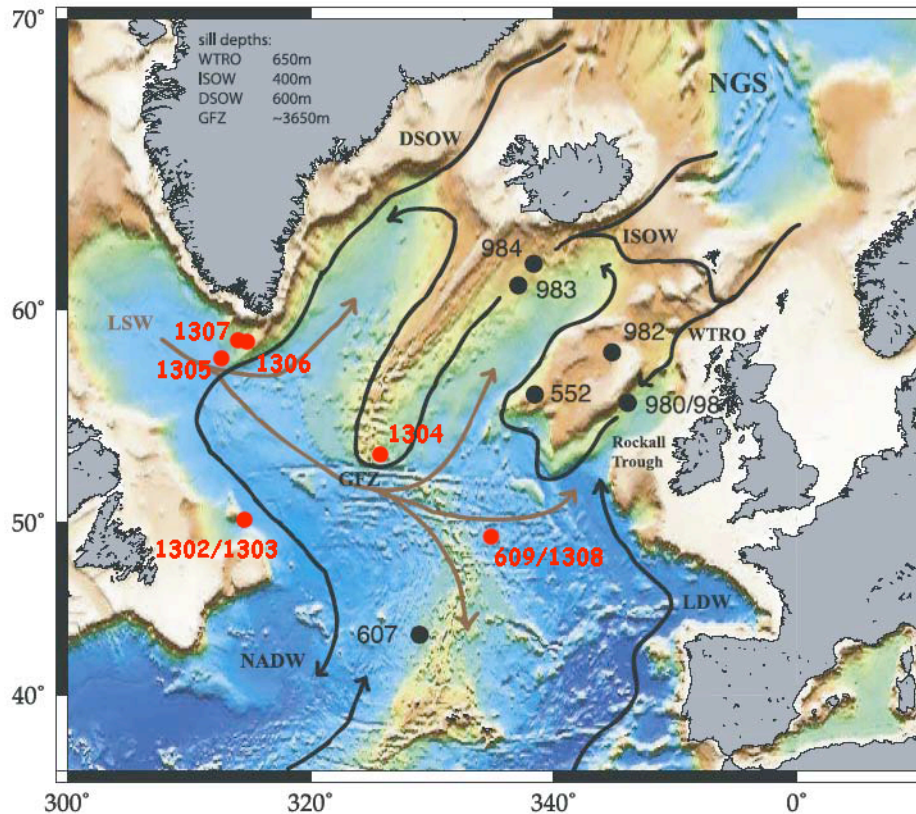 70°
sill depths:
WTRO 650m
ISOW 400m
DSOW 600m
GFZ ~3650m
NGS
DSOW
984
ISOW
983
60°
LSW
1307
982
WTRO
1305
1306
552
980/98
1304
Rockall
Trough
GFZ
50°
1302/1303
609/1308
LDW
607
NADW
40°
300°
320°
340°
0°